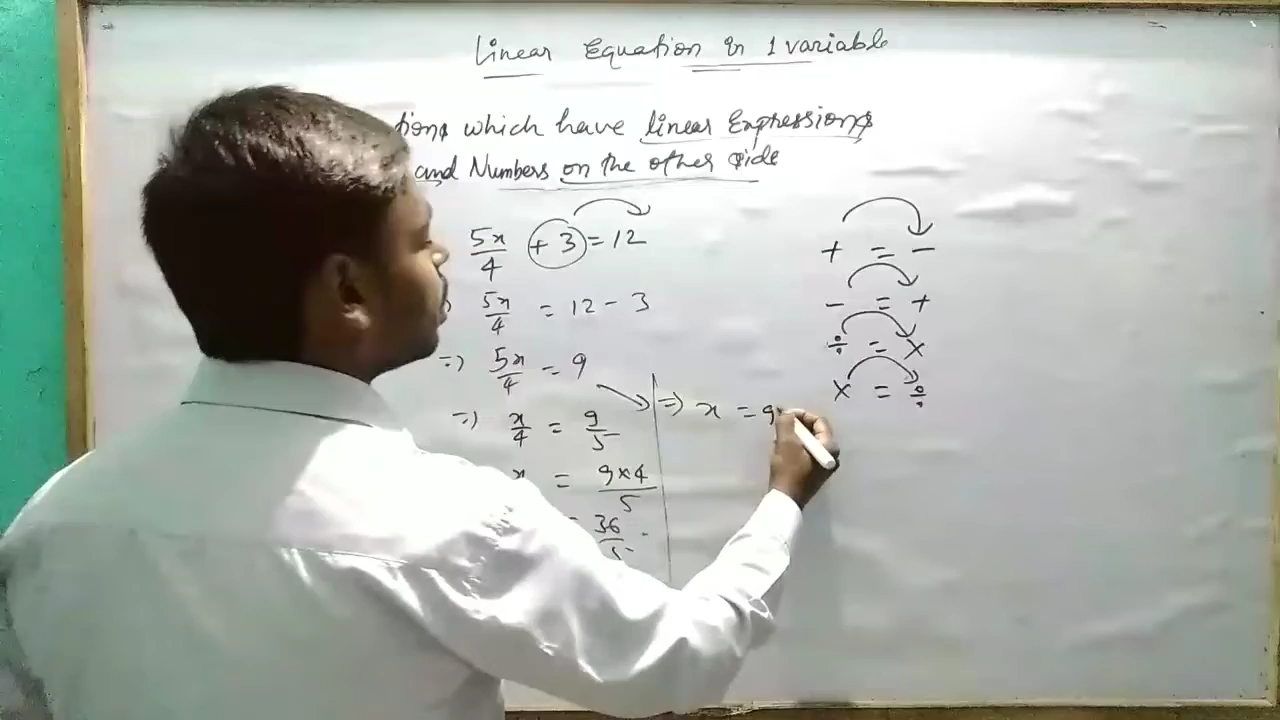 Linear Equation in 1 variable
which have linear Expressions
and Numbers on the other side
5x/4 + 3 = 12
5x/4 = 12 - 3
=> 5x/4 = 9
=> x/4 = 9/5
x = 9×4/5
= 36/5
=> x = 9
+ = -
- = +
÷ = ×
× = ÷